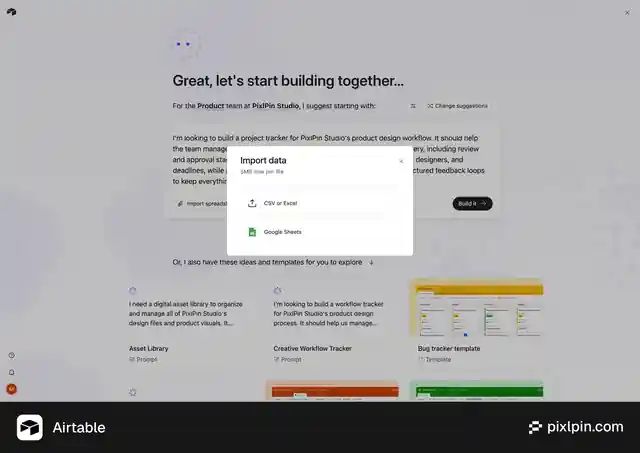 Great, let's start building together...
For the Product team at PixlPin Studio, I suggest starting with:
Change suggestions
I'm looking to build a project tracker for PixlPin Studio's product design workflow. It should help
the team manage
ery, including review
and approval sta
designers, and
deadlines, while
ctured feedback loops
to keep everythin
Import data
5MB max per file
CSV or Excel
Google Sheets
Import spreads
Build it
Or, I also have these ideas and templates for you to explore
I need a digital asset library to organize
and manage all of PixlPin Studio's
design files and product visuals. It...
Asset Library
Prompt
I'm looking to build a workflow tracker
for PixlPin Studio's product design
process. It should help us manage...
Creative Workflow Tracker
Prompt
Bug tracker template
Template
Airtable
pixlpin.com